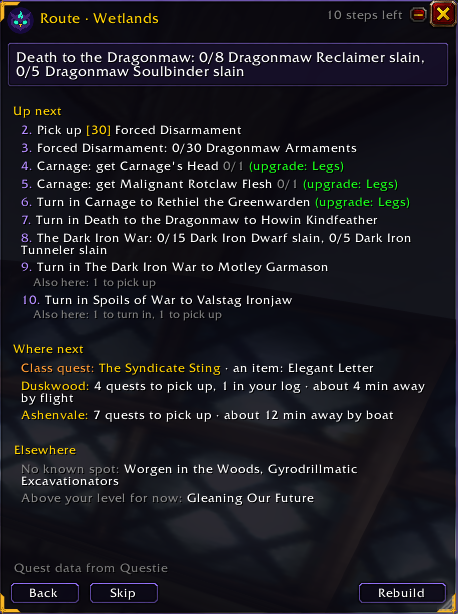 Route · Wetlands
10 steps left
Death to the Dragonmaw: 0/8 Dragonmaw Reclaimer slain,
0/5 Dragonmaw Soulbinder slain
Up next
2. Pick up [30] Forced Disarmament
3. Forced Disarmament: 0/30 Dragonmaw Armaments
4. Carnage: get Carnage's Head 0/1 (upgrade: Legs)
5. Carnage: get Malignant Rotclaw Flesh 0/1 (upgrade: Legs)
6. Turn in Carnage to Rethiel the Greenwarden (upgrade: Legs)
7. Turn in Death to the Dragonmaw to Howin Kindfeather
8. The Dark Iron War: 0/15 Dark Iron Dwarf slain, 0/5 Dark Iron
Tunneler slain
9. Turn in The Dark Iron War to Motley Garmason
Also here: 1 to pick up
10. Turn in Spoils of War to Valstag Ironjaw
Also here: 1 to turn in, 1 to pick up
Where next
Class quest: The Syndicate Sting · an item: Elegant Letter
Duskwood: 4 quests to pick up, 1 in your log · about 4 min away
by flight
Ashenvale: 7 quests to pick up · about 12 min away by boat
Elsewhere
No known spot: Worgen in the Woods, Gyrodrillmatic
Excavationators
Above your level for now: Gleaning Our Future
Quest data from Questie
Back
Skip
Rebuild